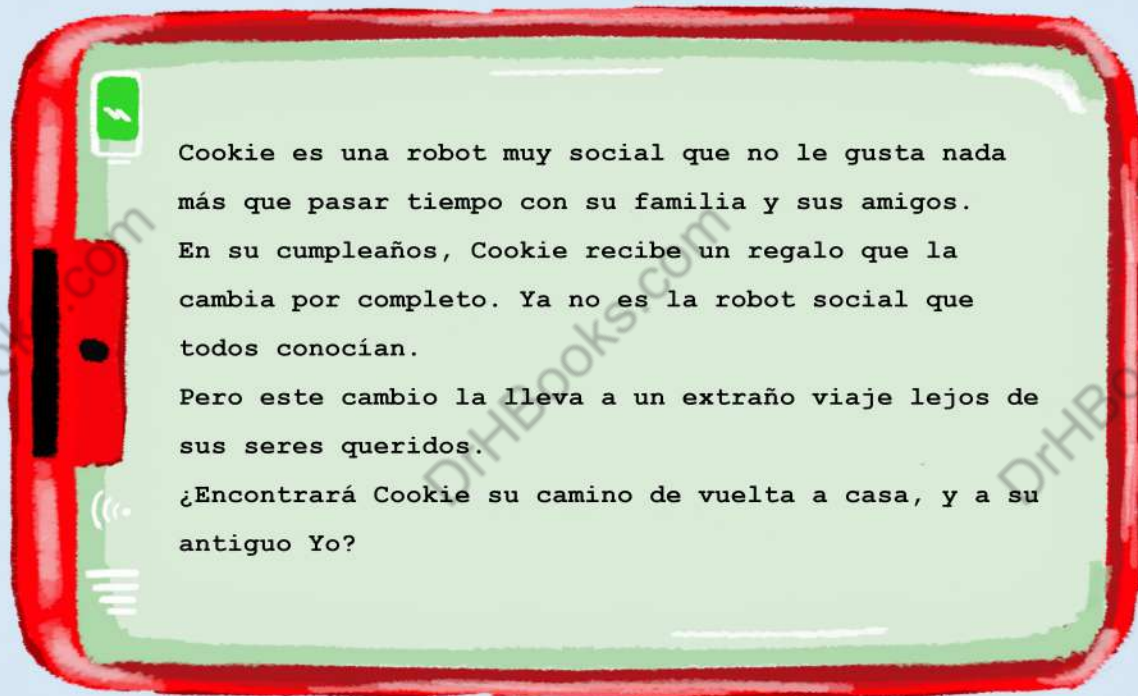 Cookie es una robot muy social que no le gusta nada
más que pasar tiempo con su familia y sus amigos.
En su cumpleaños, Cookie recibe un regalo que la
cambia por completo. Ya no es la robot social que
todos conocían.
Pero este cambio la lleva a un extraño viaje lejos de
sus seres queridos.
¿Encontrará Cookie su camino de vuelta a casa, y a su
antiguo Yo?
DrHBooks.com